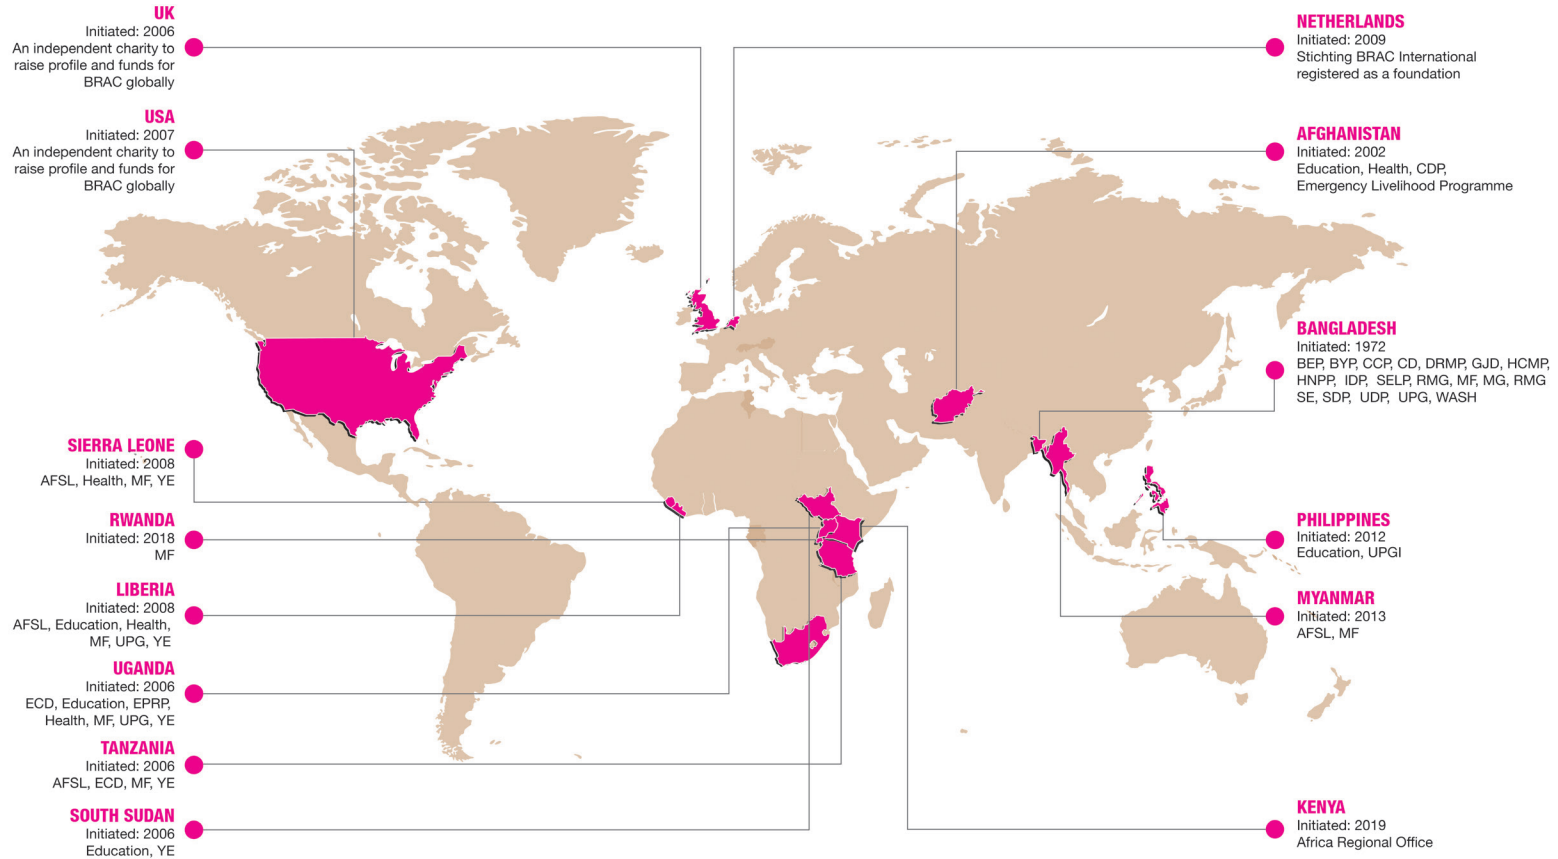 UK
Initiated: 2006
An independent charity to
raise profile and funds for
BRAC globally
USA
Initiated: 2007
An independent charity to
raise profile and funds for
BRAC globally
SIERRA LEONE
Initiated: 2008
AFSL, Health, MF, YE
RWANDA
Initiated: 2018
MF
LIBERIA
Initiated: 2008
AFSL, Education, Health,
MF, UPG, YE
UGANDA
Initiated: 2006
ECD, Education, EPRP,
Health, MF, UPG, YE
TANZANIA
Initiated: 2006
AFSL, ECD, MF, YE
SOUTH SUDAN
Initiated: 2006
Education, YE
NETHERLANDS
Initiated: 2009
Stichting BRAC International
registered as a foundation
AFGHANISTAN
Initiated: 2002
Education, Health, CDP,
Emergency Livelihood Programme
BANGLADESH
Initiated: 1972
BEP, BYP, CCP, CD, DRMP, GJD, HCMP,
HNPP, IDP, SELP, RMG, MF, MG, RMG
SE, SDP, UDP, UPG, WASH
PHILIPPINES
Initiated: 2012
Education, UPGI
MYANMAR
Initiated: 2013
AFSL, MF
KENYA
Initiated: 2019
Africa Regional Office